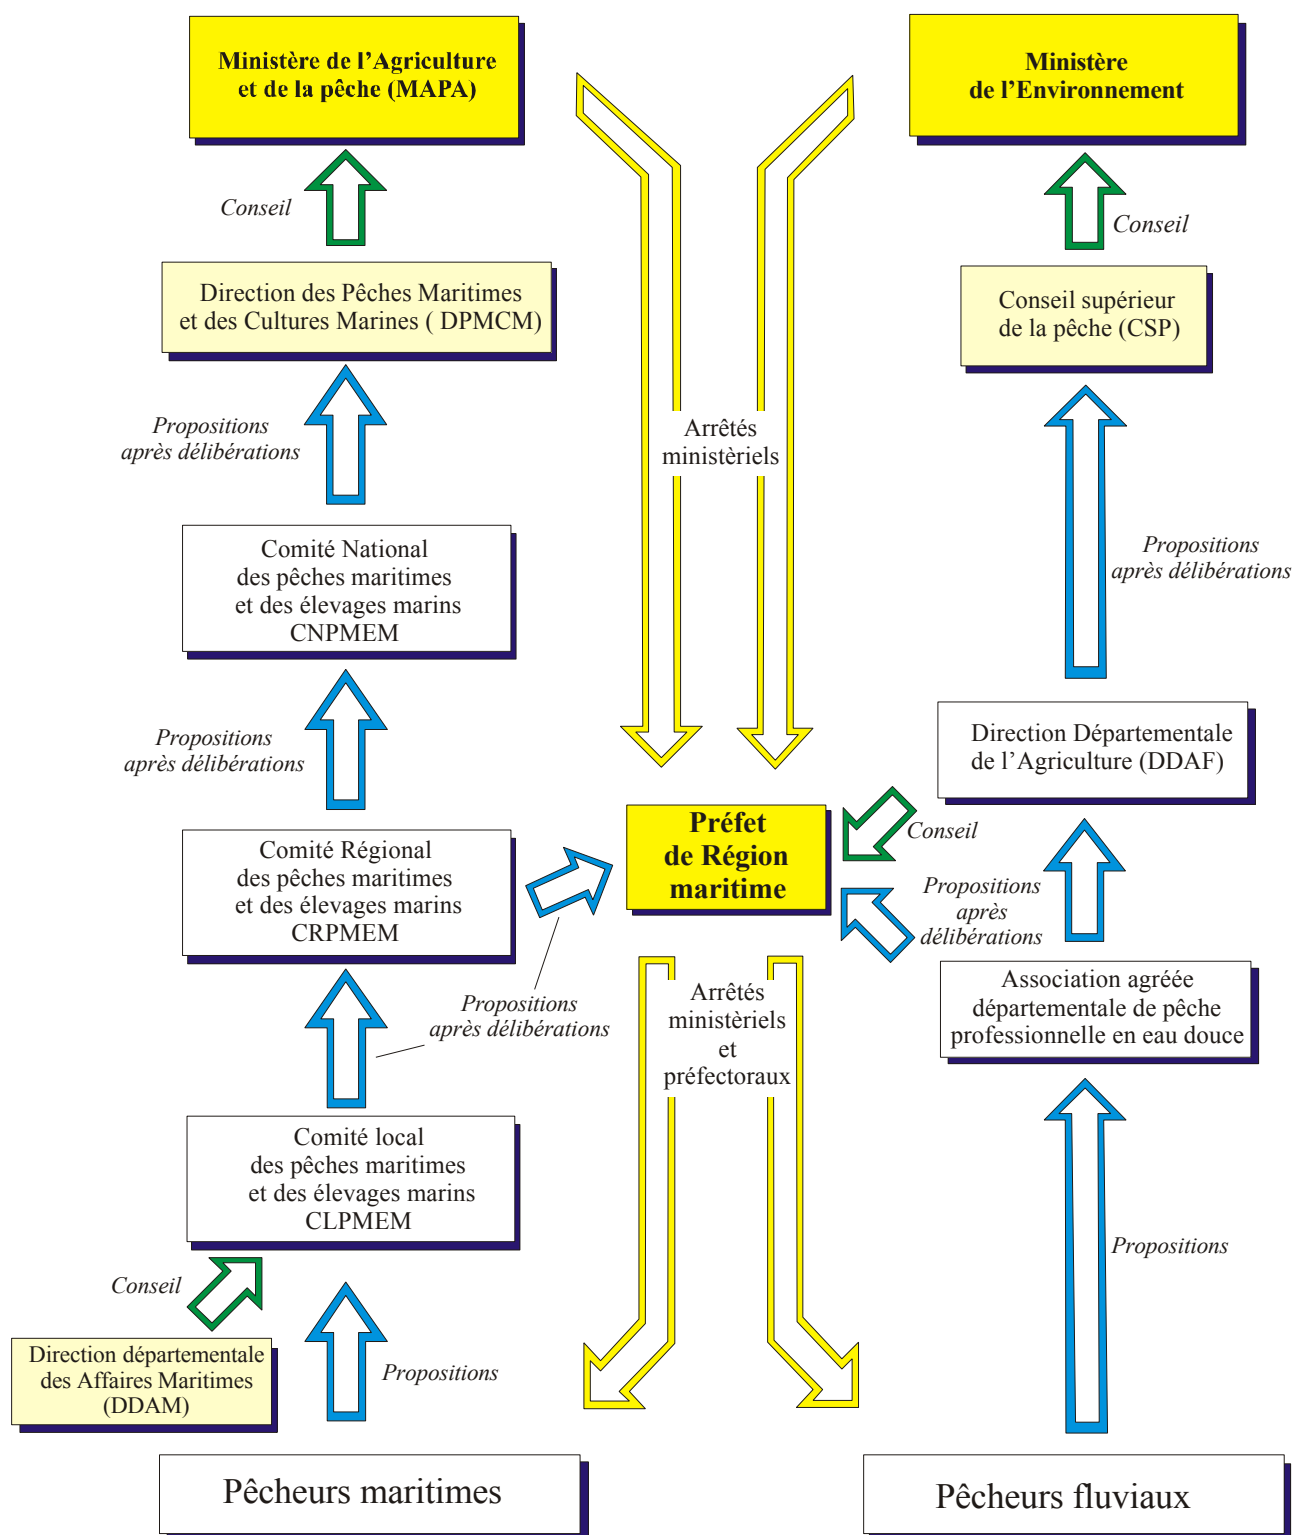 Ministère de l'Agriculture
et de la pêche (MAPA)
Ministère
de l'Environnement
Conseil
Conseil
Direction des Pêches Maritimes
et des Cultures Marines ( DPMCM)
Conseil supérieur
de la pêche (CSP)
Propositions
après délibérations
Arrêtés
ministèriels
Comité National
des pêches maritimes
et des élevages marins
CNPMEM
Propositions
après délibérations
Propositions
après délibérations
Direction Départementale
de l'Agriculture (DDAF)
Préfet
de Région
maritime
Conseil
Comité Régional
des pêches maritimes
et des élevages marins
CRPMEM
Propositions
après
délibérations
Propositions
après délibérations
Arrêtés
ministèriels
et
préfectoraux
Association agréée
départementale de pêche
professionnelle en eau douce
Comité local
des pêches maritimes
et des élevages marins
CLPMEM
Conseil
Propositions
Direction départementale
des Affaires Maritimes
(DDAM)
Propositions
Pêcheurs maritimes
Pêcheurs fluviaux